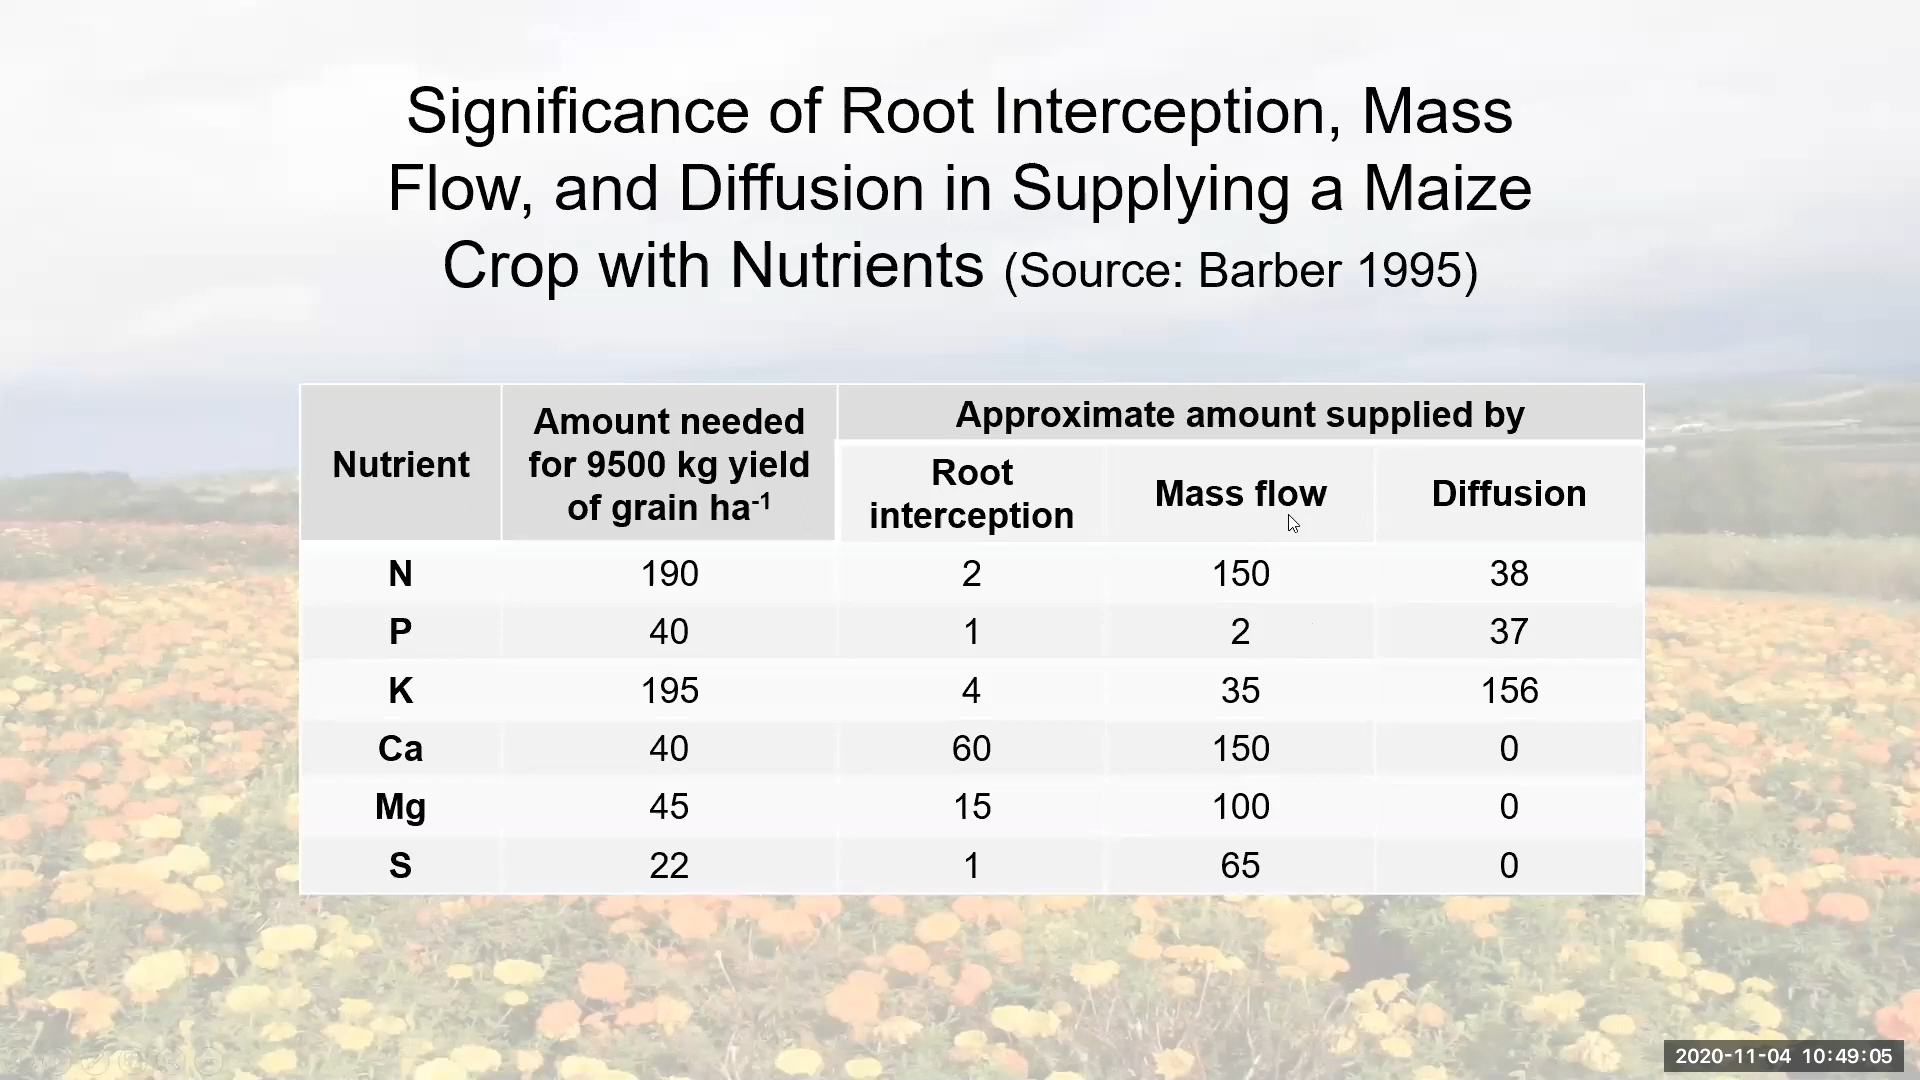 Significance of Root Interception, Mass
Flow, and Diffusion in Supplying a Maize
Crop with Nutrients (Source: Barber 1995)
Nutrient
Amount needed
for 9500 kg yield
of grain ha-1
Approximate amount supplied by
Root
interception
Mass flow
Diffusion
N 190 2 150 38
P 40 1 2 37
K 195 4 35 156
Ca 40 60 150 0
Mg 45 15 100 0
S 22 1 65 0
2020-11-04 10:49:05